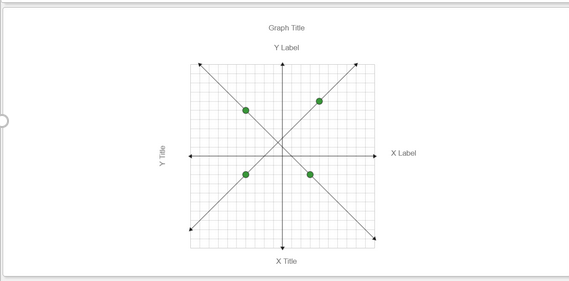 Graph Title
Y Label
Y Title
X Label
X Title